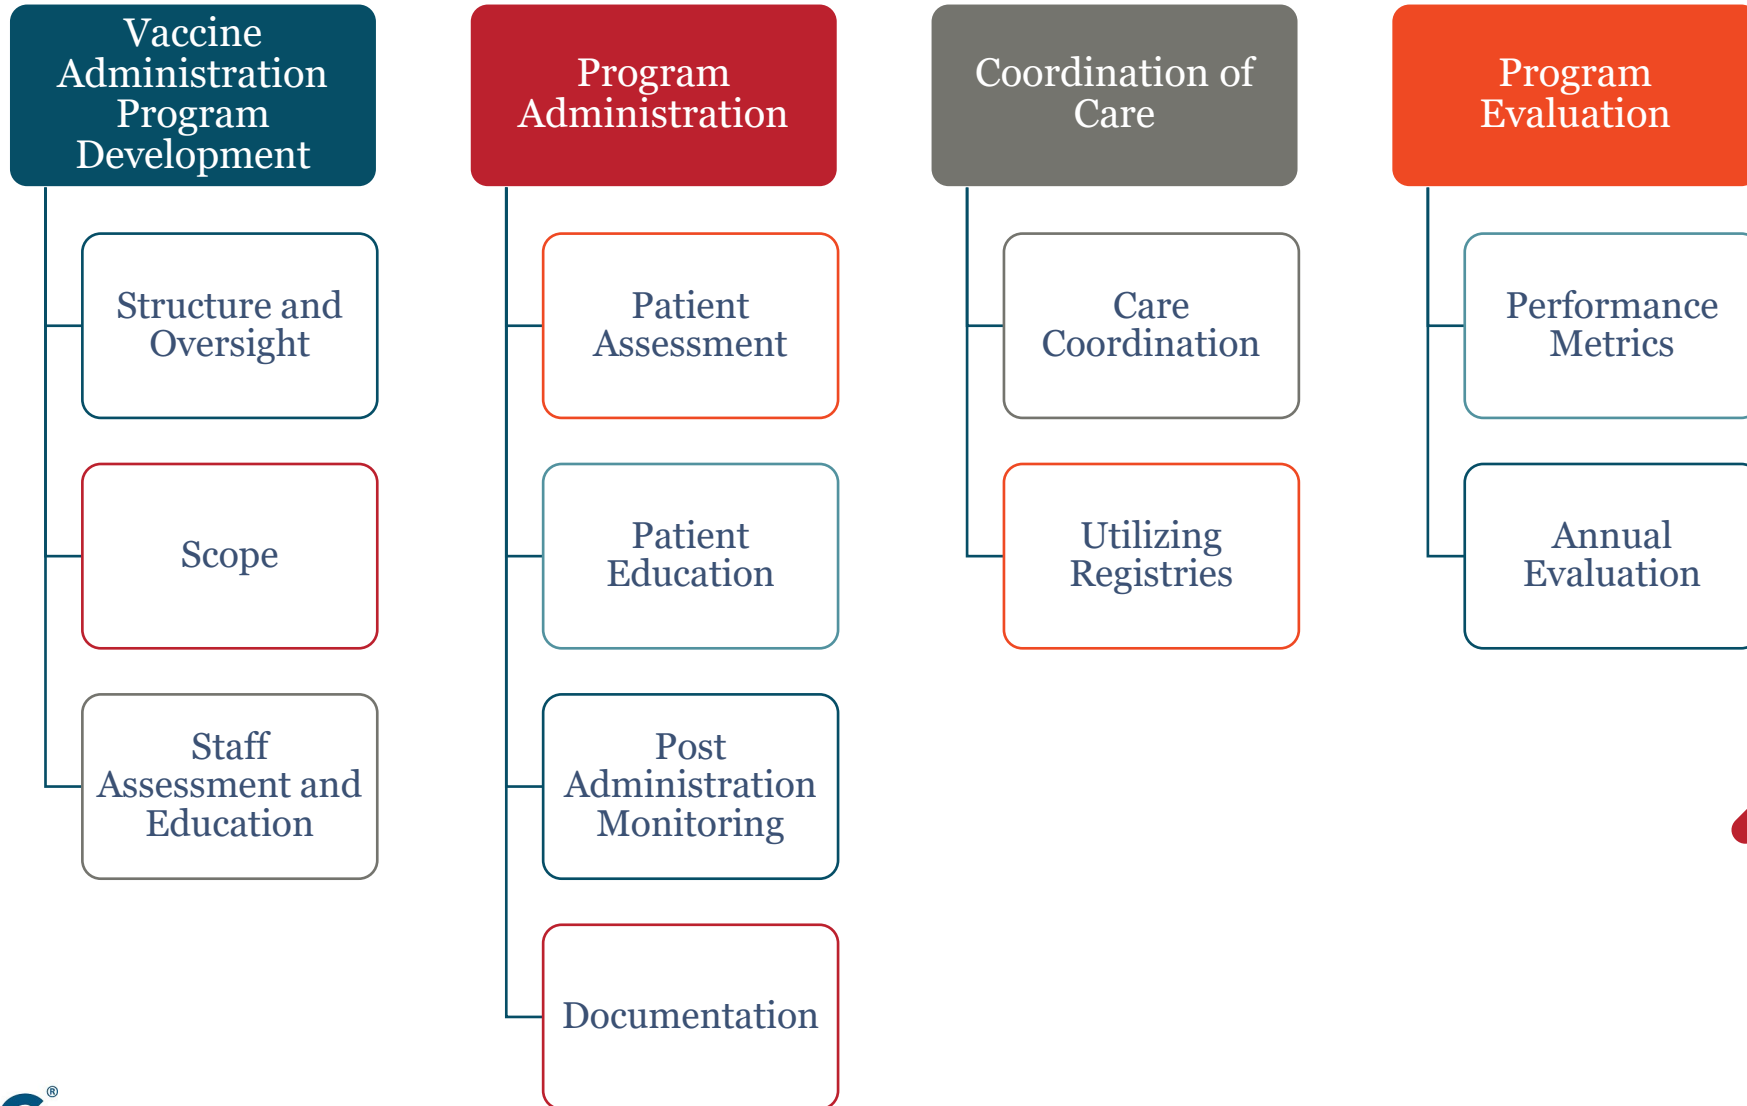 Vaccine
Administration
Program
Development
Structure and
Oversight
Scope
Staff
Assessment and
Education
Program
Administration
Patient
Assessment
Patient
Education
Post
Administration
Monitoring
Documentation
Coordination of
Care
Care
Coordination
Utilizing
Registries
Program
Evaluation
Performance
Metrics
Annual
Evaluation
®